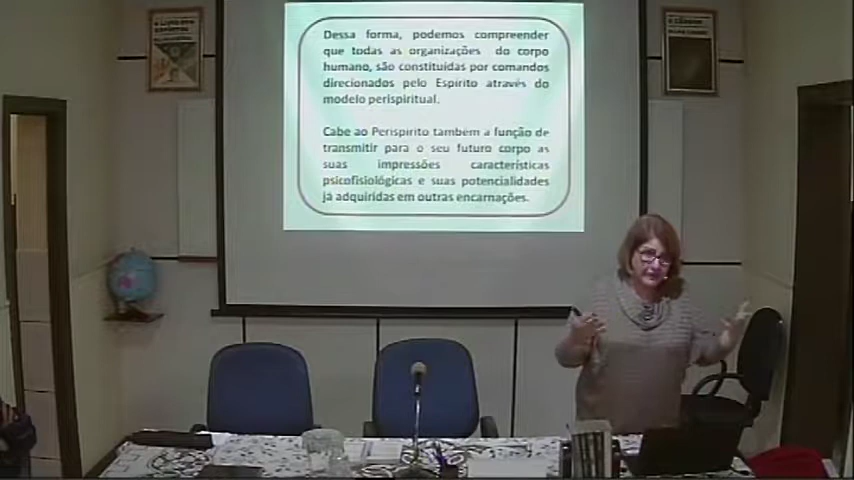 Dessa forma, podemos compreender
que todas as organizações do corpo
humano, são constituídas por comandos
direcionados pelo Espírito através do
modelo perispiritual.
Cabe ao Perispírito também a função de
transmitir para o seu futuro corpo as
suas impressões características
psicofisiológicas e suas potencialidades
já adquiridas em outras encarnações.